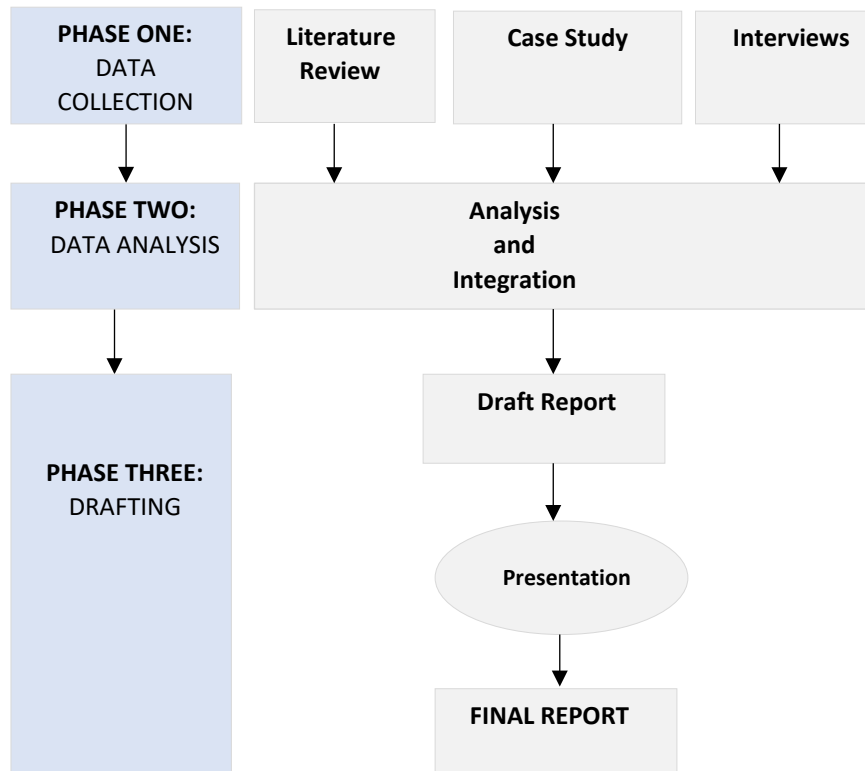 PHASE ONE:
DATA
COLLECTION
Literature
Review
Case Study
Interviews
PHASE TWO:
DATA ANALYSIS
Analysis
and
Integration
PHASE THREE:
DRAFTING
Draft Report
Presentation
FINAL REPORT